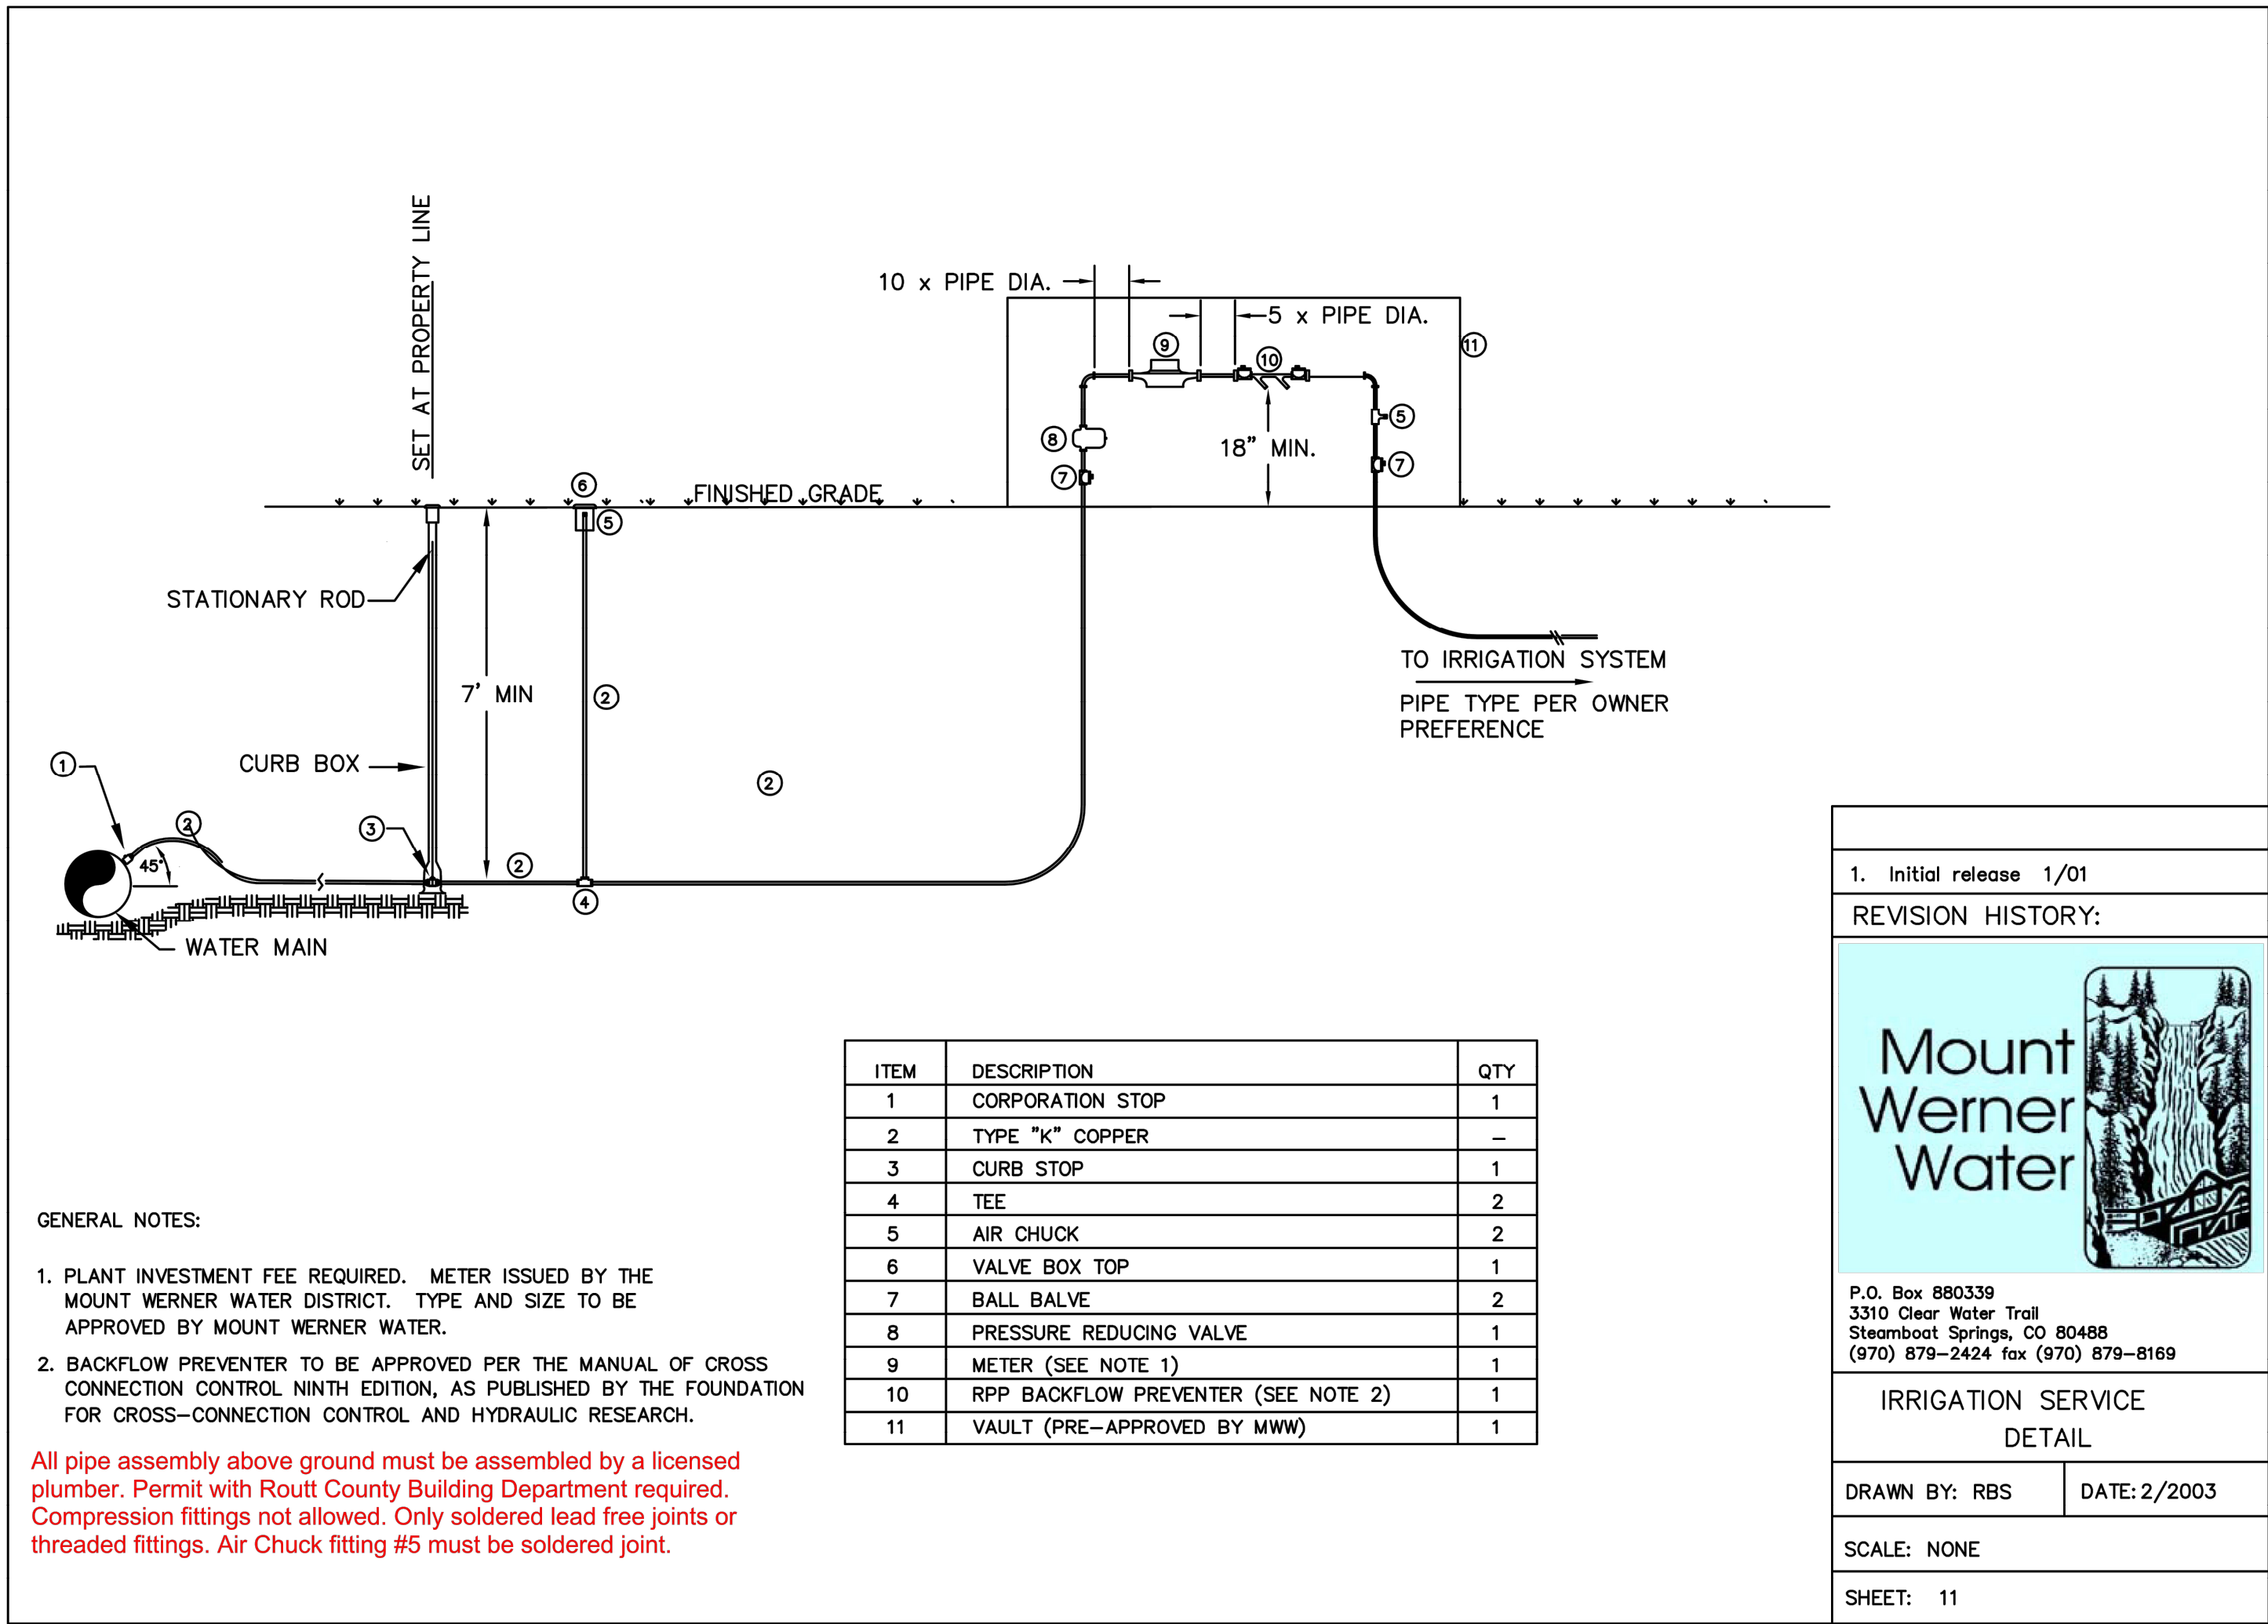 SET AT PROPERTY LINE
10 x PIPE DIA.
5 x PIPE DIA.
9
10
11
5
8
18" MIN.
7
7
6
FINISHED GRADE
5
STATIONARY ROD
TO IRRIGATION SYSTEM
7' MIN
2
PIPE TYPE PER OWNER
PREFERENCE
1
CURB BOX
2
2
3
45°
2
4
WATER MAIN
ITEM DESCRIPTION QTY
1 CORPORATION STOP 1
2 TYPE "K" COPPER –
3 CURB STOP 1
4 TEE 2
5 AIR CHUCK 2
6 VALVE BOX TOP 1
7 BALL BALVE 2
8 PRESSURE REDUCING VALVE 1
9 METER (SEE NOTE 1) 1
10 RPP BACKFLOW PREVENTER (SEE NOTE 2) 1
11 VAULT (PRE–APPROVED BY MWW) 1
GENERAL NOTES:
1. PLANT INVESTMENT FEE REQUIRED. METER ISSUED BY THE
MOUNT WERNER WATER DISTRICT. TYPE AND SIZE TO BE
APPROVED BY MOUNT WERNER WATER.
2. BACKFLOW PREVENTER TO BE APPROVED PER THE MANUAL OF CROSS
CONNECTION CONTROL NINTH EDITION, AS PUBLISHED BY THE FOUNDATION
FOR CROSS–CONNECTION CONTROL AND HYDRAULIC RESEARCH.
All pipe assembly above ground must be assembled by a licensed
plumber. Permit with Routt County Building Department required.
Compression fittings not allowed. Only soldered lead free joints or
threaded fittings. Air Chuck fitting #5 must be soldered joint.
1. Initial release 1/01
REVISION HISTORY:
Mount
Werner
Water
P.O. Box 880339
3310 Clear Water Trail
Steamboat Springs, CO 80488
(970) 879–2424 fax (970) 879–8169
IRRIGATION SERVICE
DETAIL
DRAWN BY: RBS DATE: 2/2003
SCALE: NONE
SHEET: 11